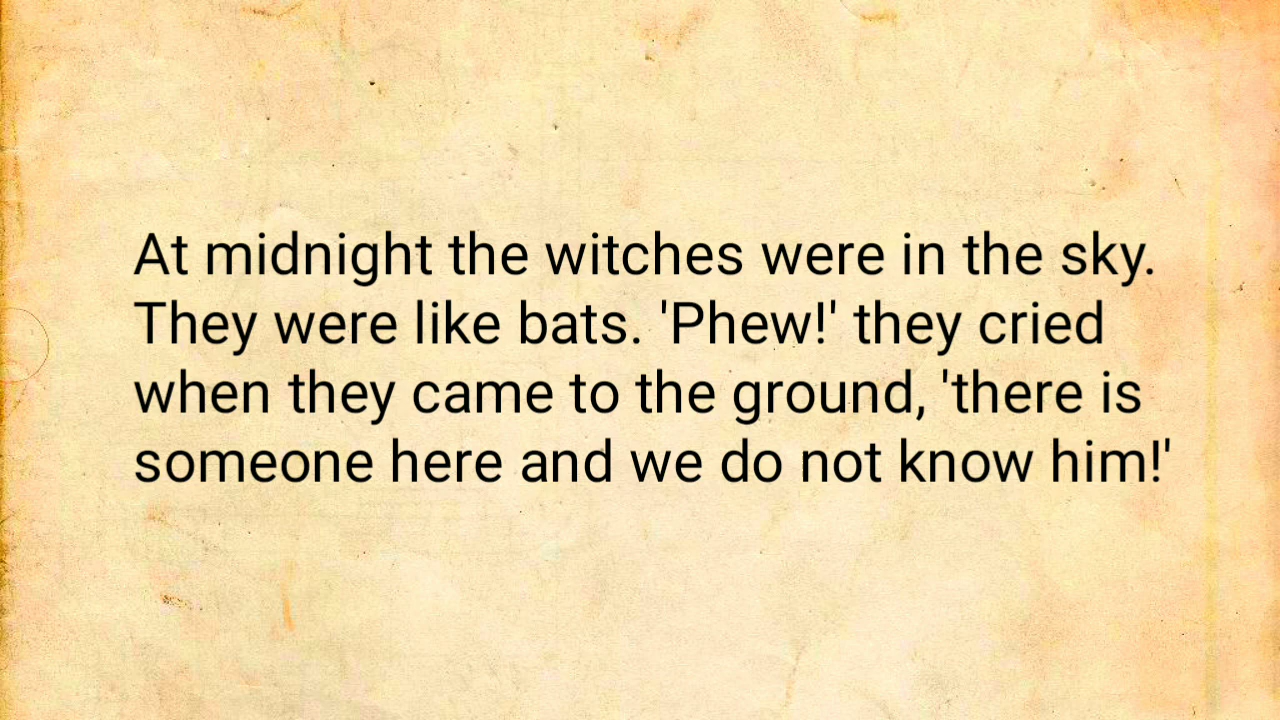 At midnight the witches were in the sky.
They were like bats. 'Phew!' they cried
when they came to the ground, 'there is
someone here and we do not know him!'